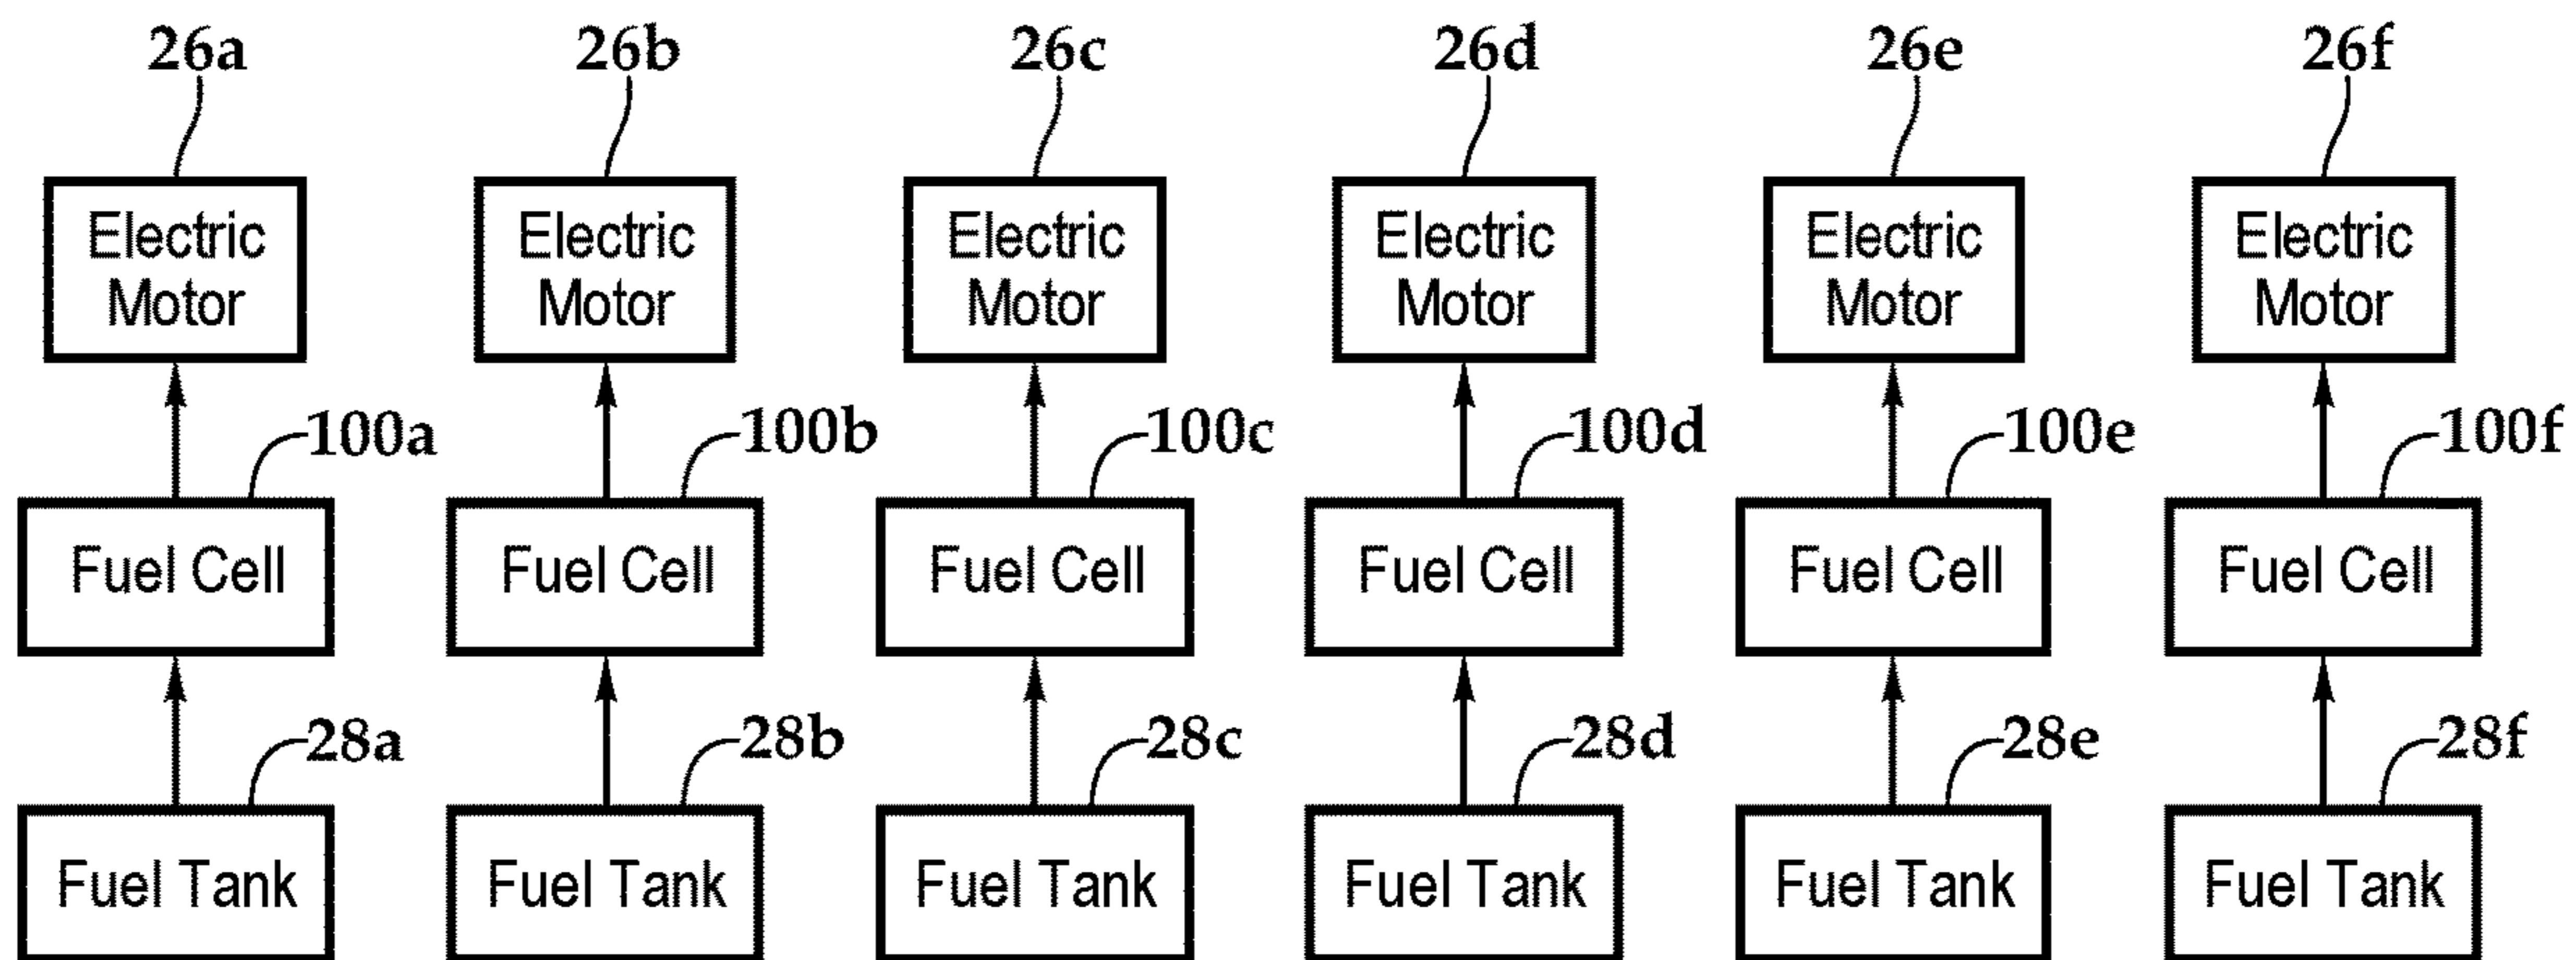 26a 26b 26c 26d 26e 26f
Electric Electric Electric Electric Electric Electric
Motor Motor Motor Motor Motor Motor
100a 100b 100c 100d 100e 100f
Fuel Cell Fuel Cell Fuel Cell Fuel Cell Fuel Cell Fuel Cell
28a 28b 28c 28d 28e 28f
Fuel Tank Fuel Tank Fuel Tank Fuel Tank Fuel Tank Fuel Tank